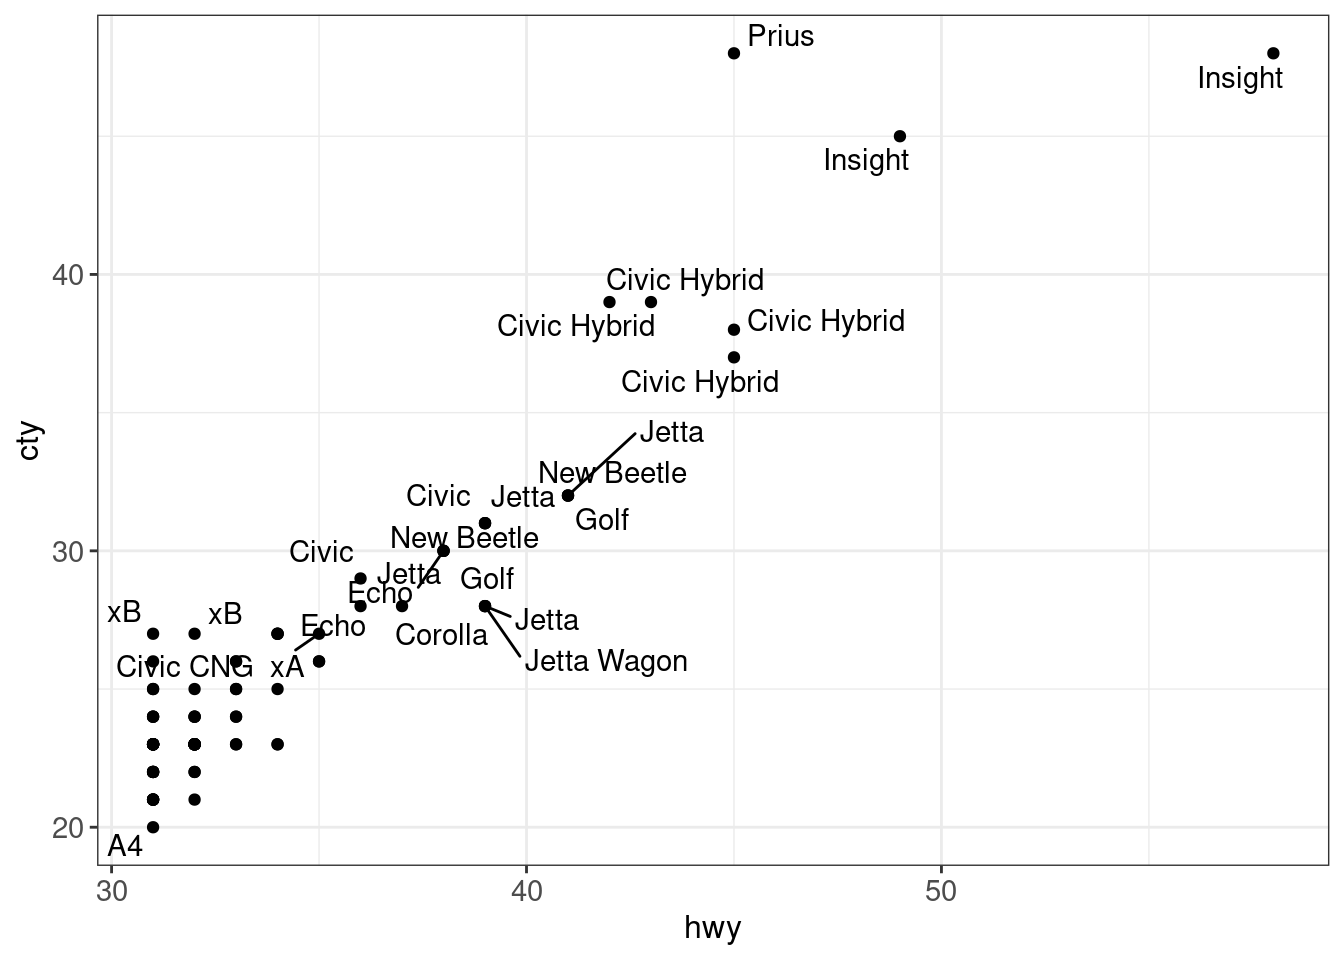 Prius
Insight
Insight
40
Civic Hybrid
Civic Hybrid
Civic Hybrid
Civic Hybrid
Jetta
New Beetle
Civic
Jetta
Golf
New Beetle
30
Civic
Jetta
Golf
Echo
xB
xB
Jetta
Echo
Corolla
Jetta Wagon
Civic CNG
xA
20
A4
30
40
50
hwy
cty